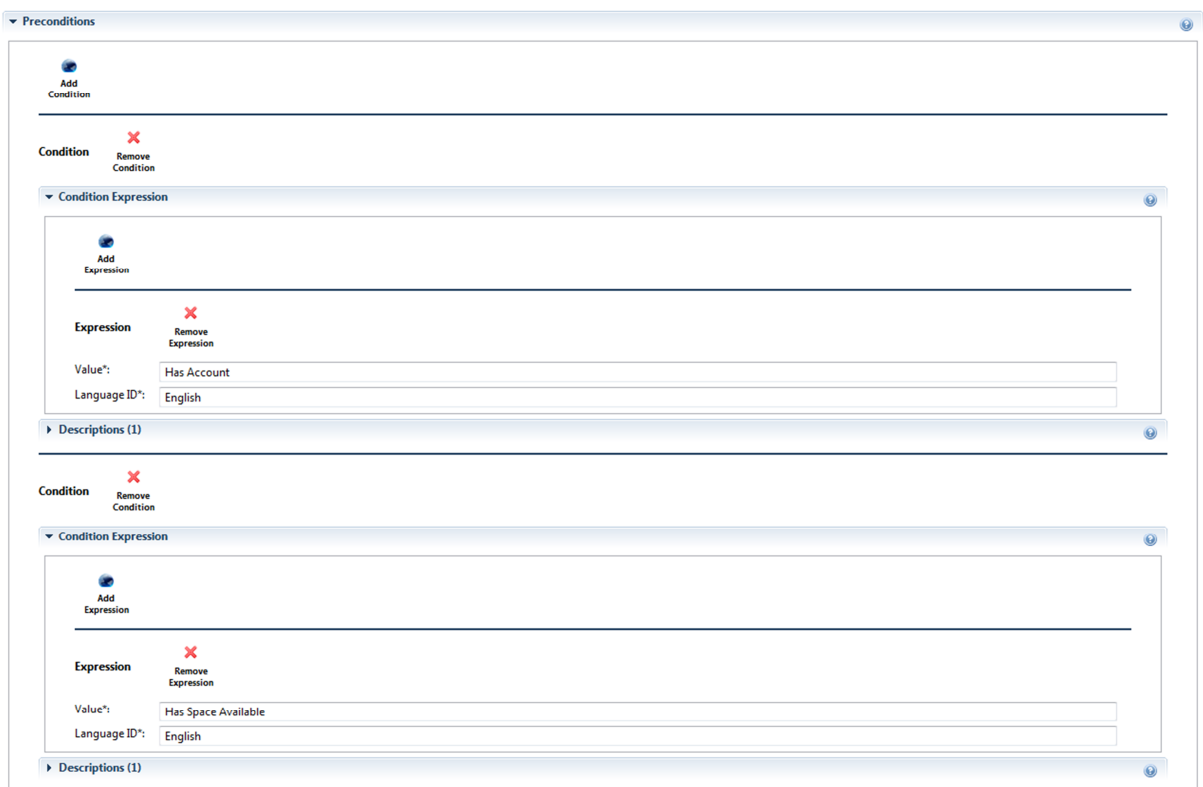 Preconditions
Add
Condition
Condition
Remove
Condition
Condition Expression
Add
Expression
Expression
Remove
Expression
Value*: Has Account
Language ID*: English
Descriptions (1)
Condition
Remove
Condition
Condition Expression
Add
Expression
Expression
Remove
Expression
Value*: Has Space Available
Language ID*: English
Descriptions (1)